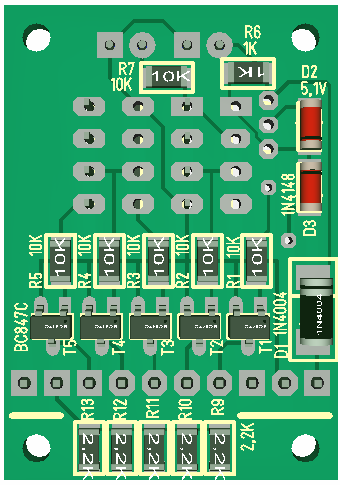 R6
1K
R7
10K
10K
1K
D2
5,1V
1N4148
D3
10K
R5
10K
R4
10K
R3
10K
R2
10K
R1
10K
10K
10K
10K
10K
BC847C
T5
T4
T3
T2
T1
D1 1N4004
1N4004
R13
R12
R11
R10
R9
2,2K
2,2K
2,2K
2,2K
2,2K
2,2K